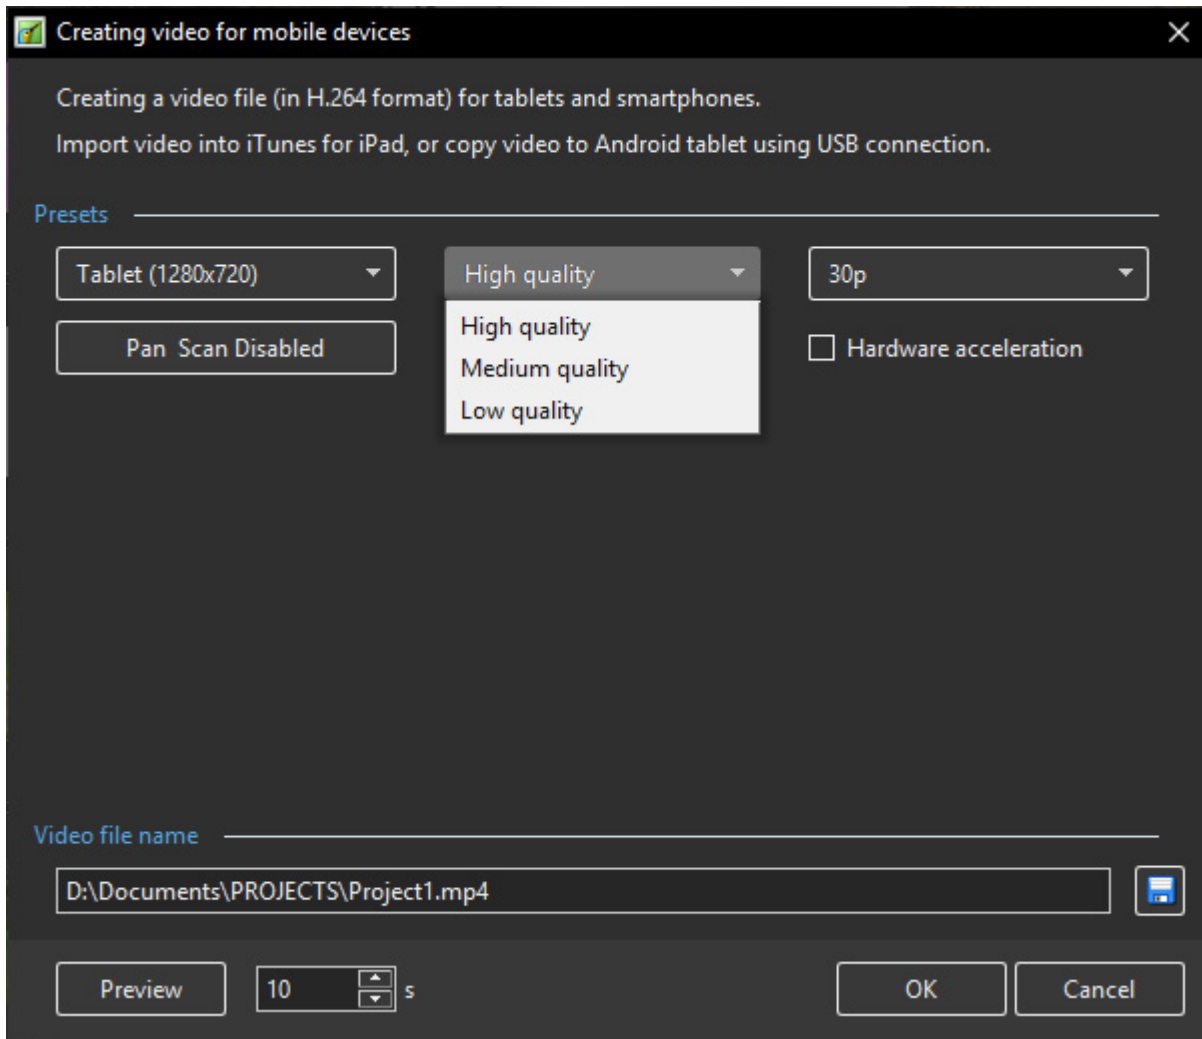 Creating video for mobile devices
Creating a video file (in H.264 format) for tablets and smartphones.
Import video into iTunes for iPad, or copy video to Android tablet using USB connection.
Presets
Tablet (1280x720)
High quality
30p
Pan  Scan Disabled
High quality
Medium quality
Low quality
Hardware acceleration
Video file name
D:\Documents\PROJECTS\Project1.mp4
Preview
10
s
OK
Cancel